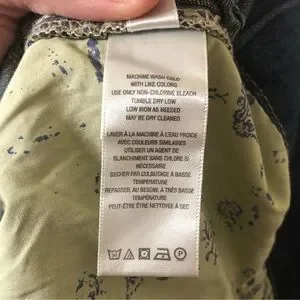 MACHINE WASH COLD
WITH LIKE COLORS
USE ONLY NON-CHLORINE BLEACH
TUMBLE DRY LOW
LOW IRON AS NEEDED
MAY BE DRY CLEANED
LAVER À LA MACHINE À L'EAU FROIDE
AVEC COULEURS SIMILAIRES
UTILISER UN AGENT DE
BLANCHIMENT SANS CHLORE SI
NÉCESSAIRE
SÉCHER PAR CULBUTAGE À BASSE
TEMPÉRATURE
REPASSER, AU BESOIN, À TRÈS BASSE
TEMPÉRATURE
PEUT-ÊTRE ÊTRE NETTOYÉE À SEC